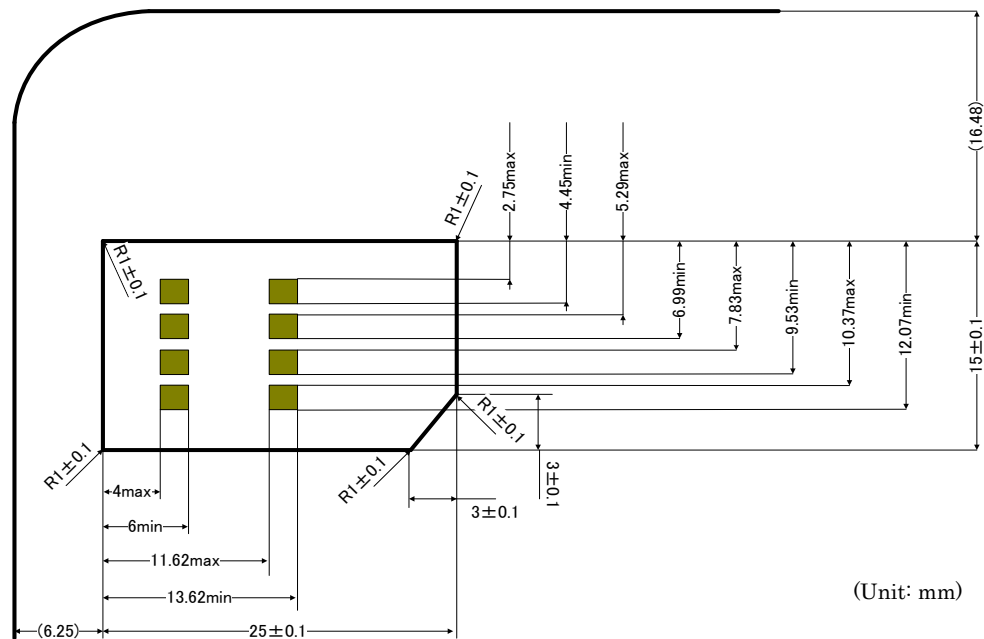 (16.48)
R1±0.1
2.75max
4.45min
5.29max
R1±0.1
6.99min
7.83max
9.53min
10.37max
12.07min
15±0.1
R1±0.1
R1±0.1
R1±0.1
3±0.1
3±0.1
4max
6min
11.62max
13.62min
(Unit: mm)
(6.25)
25±0.1